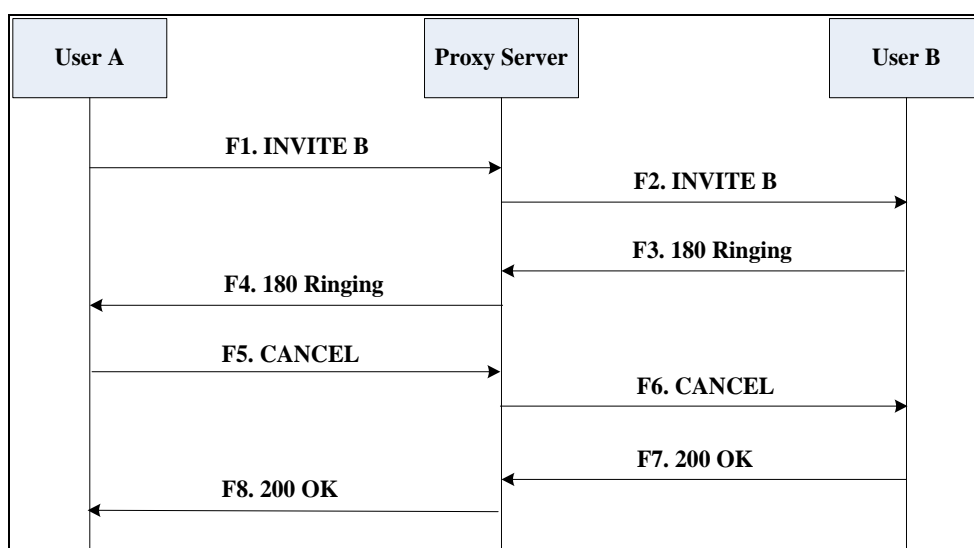 User A
Proxy Server
User B
F1. INVITE B
F2. INVITE B
F3. 180 Ringing
F4. 180 Ringing
F5. CANCEL
F6. CANCEL
F7. 200 OK
F8. 200 OK